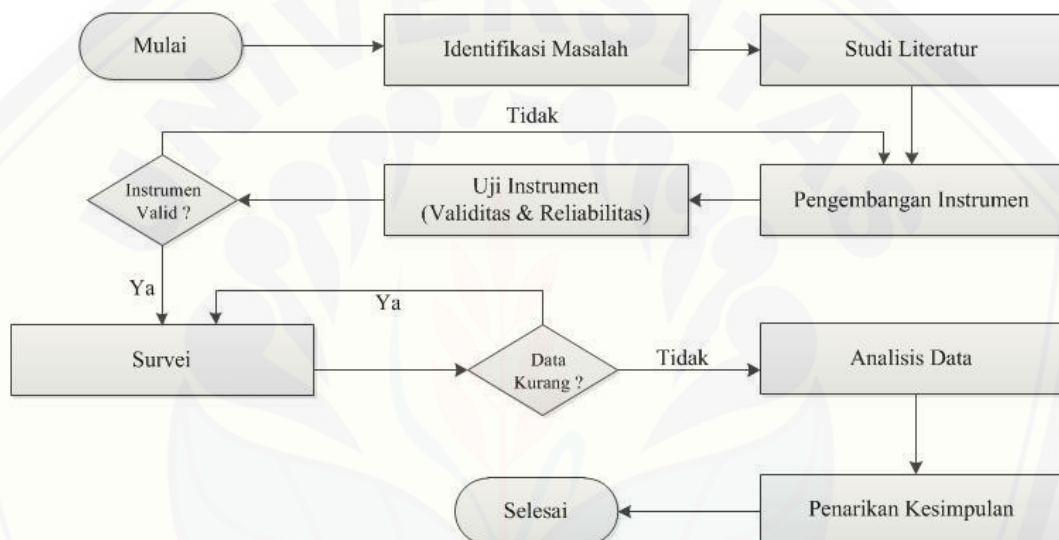 Mulai
Identifikasi Masalah
Studi Literatur
Tidak
Instrumen
Valid ?
Uji Instrumen
(Validitas & Reliabilitas)
Pengembangan Instrumen
Ya
Ya
Survei
Data
Kurang ?
Tidak
Analisis Data
Selesai
Penarikan Kesimpulan
UNIVERSITAS